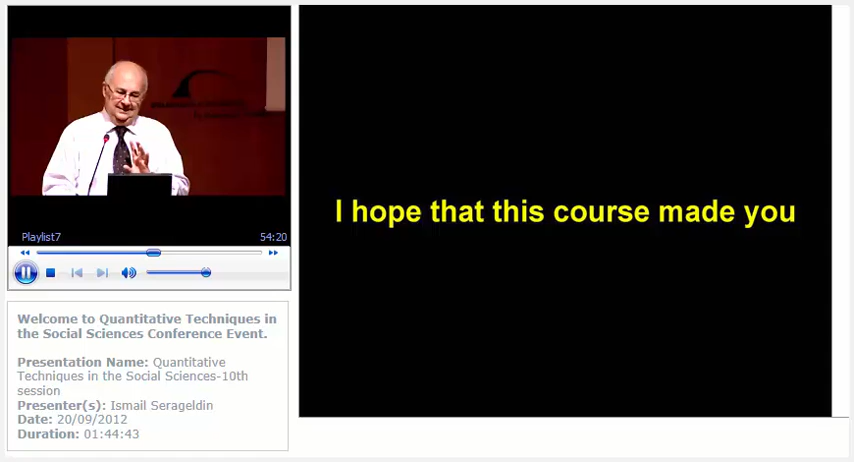 Playlist7
54:20
I hope that this course made you
Welcome to Quantitative Techniques in
the Social Sciences Conference Event.
Presentation Name: Quantitative
Techniques in the Social Sciences-10th
session
Presenter(s): Ismail Serageldin
Date: 20/09/2012
Duration: 01:44:43